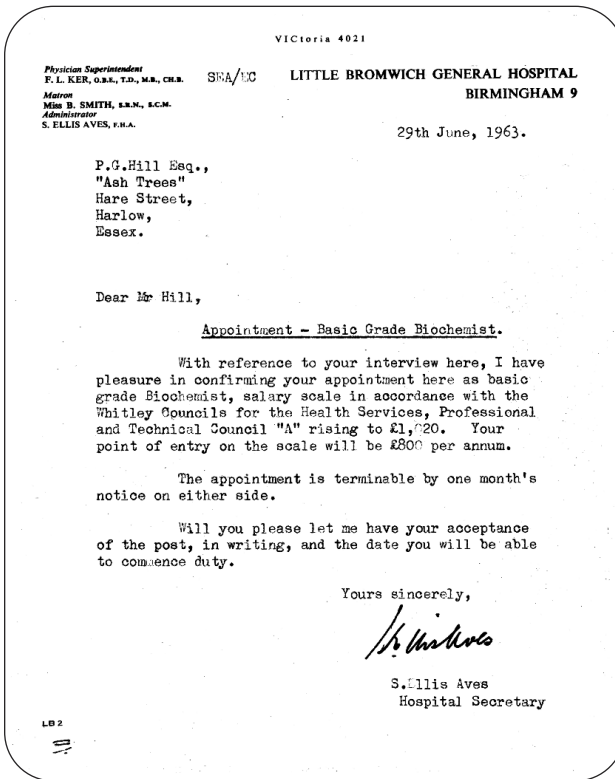 VICtoria 4021
Physician Superintendent
F. L. KER, O.B.E., T.D., M.B., CH.B.
SEA/UC
LITTLE BROMWICH GENERAL HOSPITAL
BIRMINGHAM 9
Matron
Miss B. SMITH, S.R.N., S.C.M.
Administrator
S. ELLIS AVES, F.H.A.
29th June, 1963.
P.G.Hill Esq.,
"Ash Trees"
Hare Street,
Harlow,
Essex.
Dear Mr Hill,
Appointment - Basic Grade Biochemist.
With reference to your interview here, I have
pleasure in confirming your appointment here as basic
grade Biochemist, salary scale in accordance with the
Whitley Councils for the Health Services, Professional
and Technical Council "A" rising to Your
point of entry on the scale will be £800 per annum.
The appointment is terminable by one month's
notice on either side.
Will you please let me have your acceptance
of the post, in writing, and the date you will be able
to commence duty.
Yours sincerely,
S.Ellis Aves
Hospital Secretary
LB 2